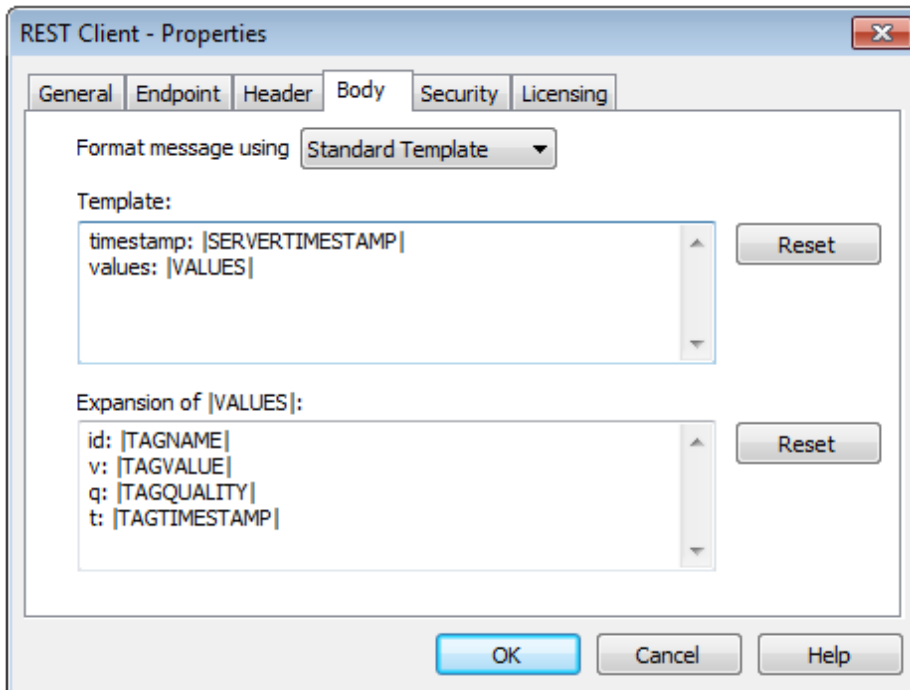 REST Client - Properties
General Endpoint Header Body Security Licensing
Format message using Standard Template
Template:
timestamp: |SERVERTIMESTAMP|
values: |VALUES|
Reset
Expansion of |VALUES|:
id: |TAGNAME|
v: |TAGVALUE|
q: |TAGQUALITY|
t: |TAGTIMESTAMP|
Reset
OK Cancel Help